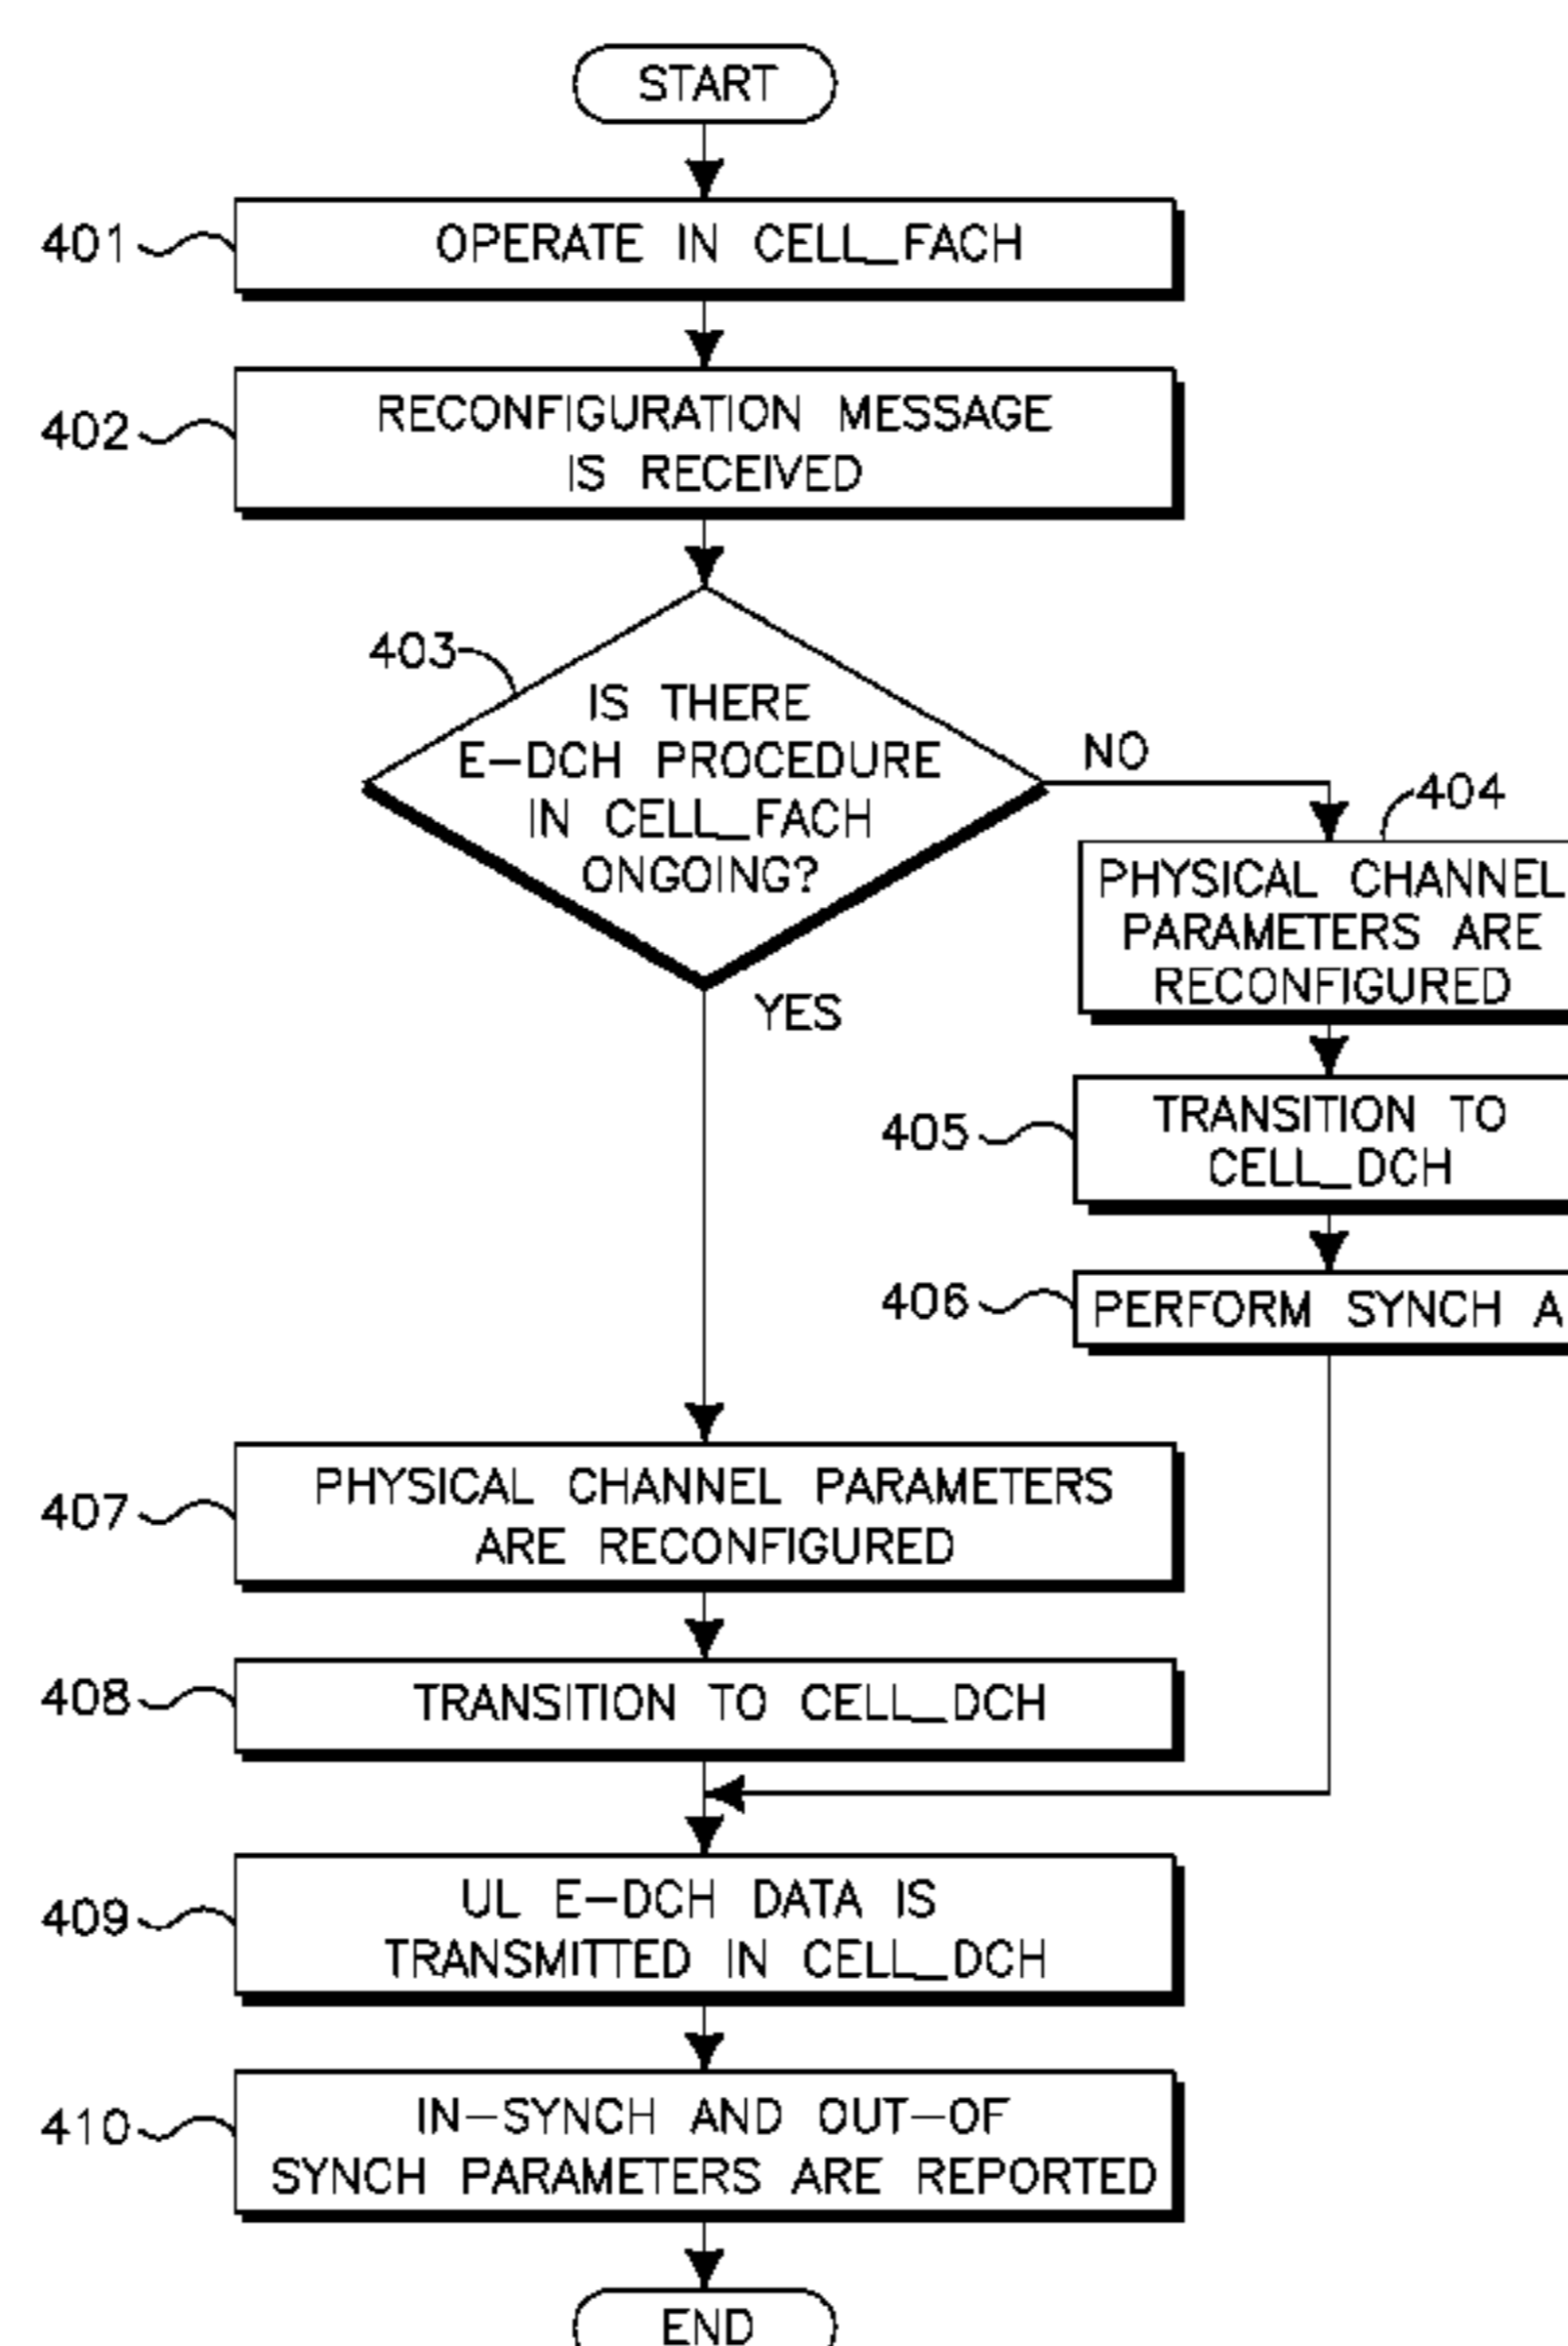 START
401
OPERATE IN CELL_FACH
402
RECONFIGURATION MESSAGE
IS RECEIVED
403
IS THERE
E-DCH PROCEDURE
IN CELL_FACH
ONGOING?
NO
YES
404
PHYSICAL CHANNEL
PARAMETERS ARE
RECONFIGURED
405
TRANSITION TO
CELL_DCH
406
PERFORM SYNCH A
407
PHYSICAL CHANNEL PARAMETERS
ARE RECONFIGURED
408
TRANSITION TO CELL_DCH
409
UL E-DCH DATA IS
TRANSMITTED IN CELL_DCH
410
IN-SYNCH AND OUT-OF
SYNCH PARAMETERS ARE REPORTED
END